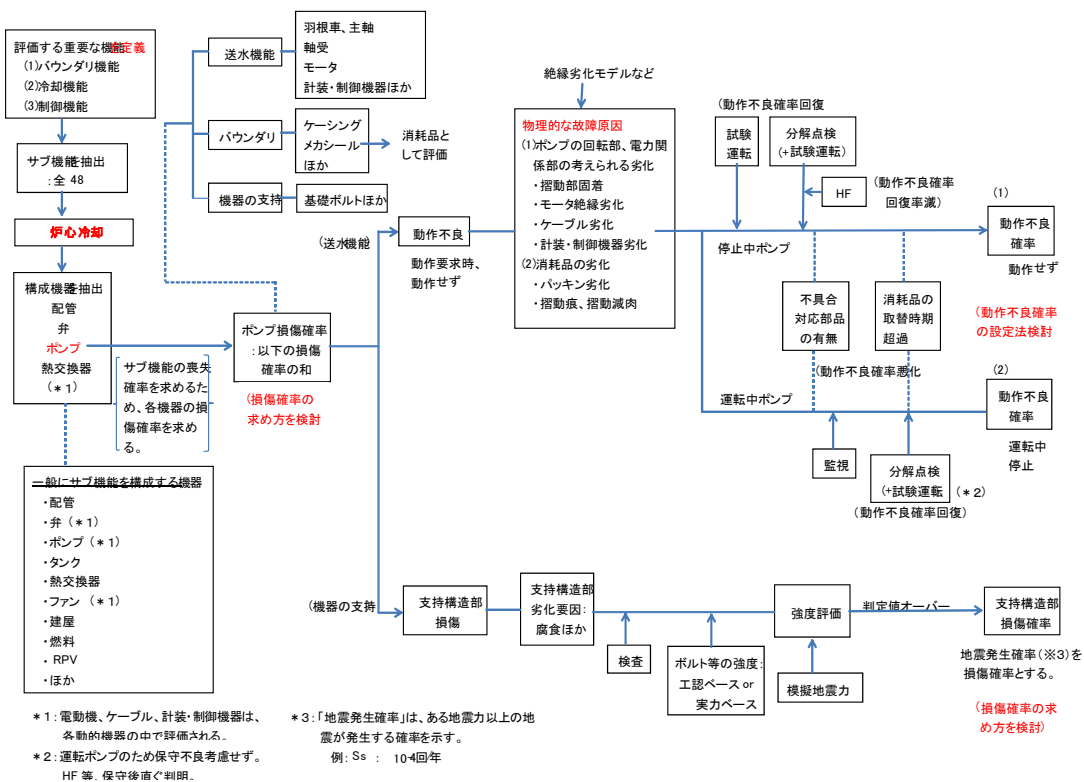 評価する重要な機能を定義
(1)バウンダリ機能
(2)冷却機能
(3)制御機能
サブ機能を抽出
:全 48
炉心冷却
構成機器を抽出
配管
弁
ポンプ
熱交換器
(*1)
サブ機能の喪失
確率を求めるた
め、各機器の損
傷確率を求め
る。
一般にサブ機能を構成する機器
・配管
・弁 (*1)
・ポンプ (*1)
・タンク
・熱交換器
・ファン (*1)
・建屋
・燃料
・RPV
・ほか
送水機能
羽根車、主軸
軸受
モータ
計装・制御機器ほか
バウンダリ
ケーシング
メカシール
ほか
消耗品と
して評価
機器の支持
基礎ボルトほか
ポンプ損傷確率
:以下の損傷
確率の和
(損傷確率の
求め方を検討
(送水機能)
動作不良
動作要求時、
動作せず
絶縁劣化モデルなど
物理的な故障原因
(1)ポンプの回転部、電力関
係部の考えられる劣化
・摺動部固着
・モータ絶縁劣化
・ケーブル劣化
・計装・制御機器劣化
(2)消耗品の劣化
・パッキン劣化
・摺動痕、摺動減肉
(動作不良確率回復
試験
運転
分解点検
(+試験運転)
HF
(動作不良確率
回復率減)
停止中ポンプ
(1)
動作不良
確率
動作せず
不具合
対応部品
の有無
消耗品の
取替時期
超過
(動作不良確率
の設定法検討
(動作不良確率悪化
運転中ポンプ
(2)
動作不良
確率
運転中
停止
監視
分解点検
(+試験運転
(*2)
(動作不良確率回復)
(機器の支持
支持構造部
損傷
支持構造部
劣化要因:
腐食ほか
検査
ボルト等の強度:
工認ベース or
実力ベース
強度評価
模擬地震力
判定値オーバー
支持構造部
損傷確率
地震発生確率(※3)を
損傷確率とする。
(損傷確率の求
め方を検討)
*1:電動機、ケーブル、計装・制御機器は、
各動的機器の中で評価される。
*2:運転ポンプのため保守不良考慮せず。
HF 等、保守後直ぐ判明。
*3:「地震発生確率」は、ある地震力以上の地
震が発生する確率を示す。
例:Ss : 10-4回/年